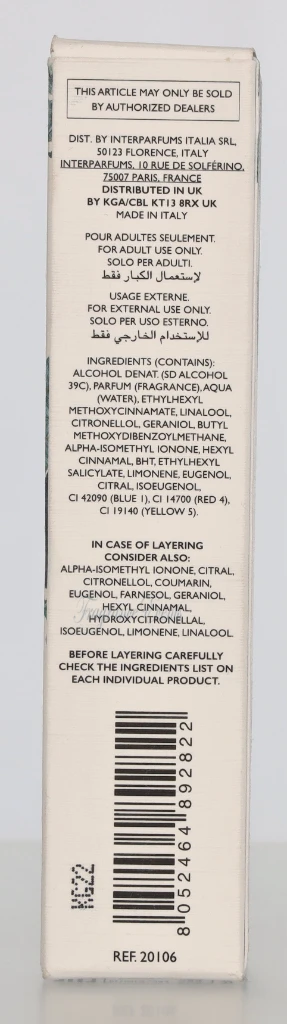 THIS ARTICLE MAY ONLY BE SOLD
BY AUTHORIZED DEALERS
DIST. BY INTERPARFUMS ITALIA SRL,
50123 FLORENCE, ITALY
INTERPARFUMS, 10 RUE DE SOLFÉRINO,
75007 PARIS, FRANCE
DISTRIBUTED IN UK
BY KGA/CBL KT13 8RX UK
MADE IN ITALY
POUR ADULTES SEULEMENT.
FOR ADULT USE ONLY.
SOLO PER ADULTI.
لإستعمال الكبار فقط
USAGE EXTERNE.
FOR EXTERNAL USE ONLY.
SOLO PER USO ESTERNO.
للإستخدام الخارجي فقط
INGREDIENTS (CONTAINS):
ALCOHOL DENAT. (SD ALCOHOL
39C), PARFUM (FRAGRANCE), AQUA
(WATER), ETHYLHEXYL
METHOXYCINNAMATE, LINALOOL,
CITRONELLOL, GERANIOL, BUTYL
METHOXYDIBENZOYLMETHANE,
ALPHA-ISOMETHYL IONONE, HEXYL
CINNAMAL, BHT, ETHYLHEXYL
SALICYLATE, LIMONENE, EUGENOL,
CITRAL, ISOEUGENOL,
CI 42090 (BLUE 1), CI 14700 (RED 4),
CI 19140 (YELLOW 5).
IN CASE OF LAYERING
CONSIDER ALSO:
ALPHA-ISOMETHYL IONONE, CITRAL,
CITRONELLOL, COUMARIN,
EUGENOL, FARNESOL, GERANIOL,
HEXYL CINNAMAL,
HYDROXYCITRONELLAL,
ISOEUGENOL, LIMONENE, LINALOOL.
BEFORE LAYERING CAREFULLY
CHECK THE INGREDIENTS LIST ON
EACH INDIVIDUAL PRODUCT.
8 052464 892822
KG22
REF. 20106